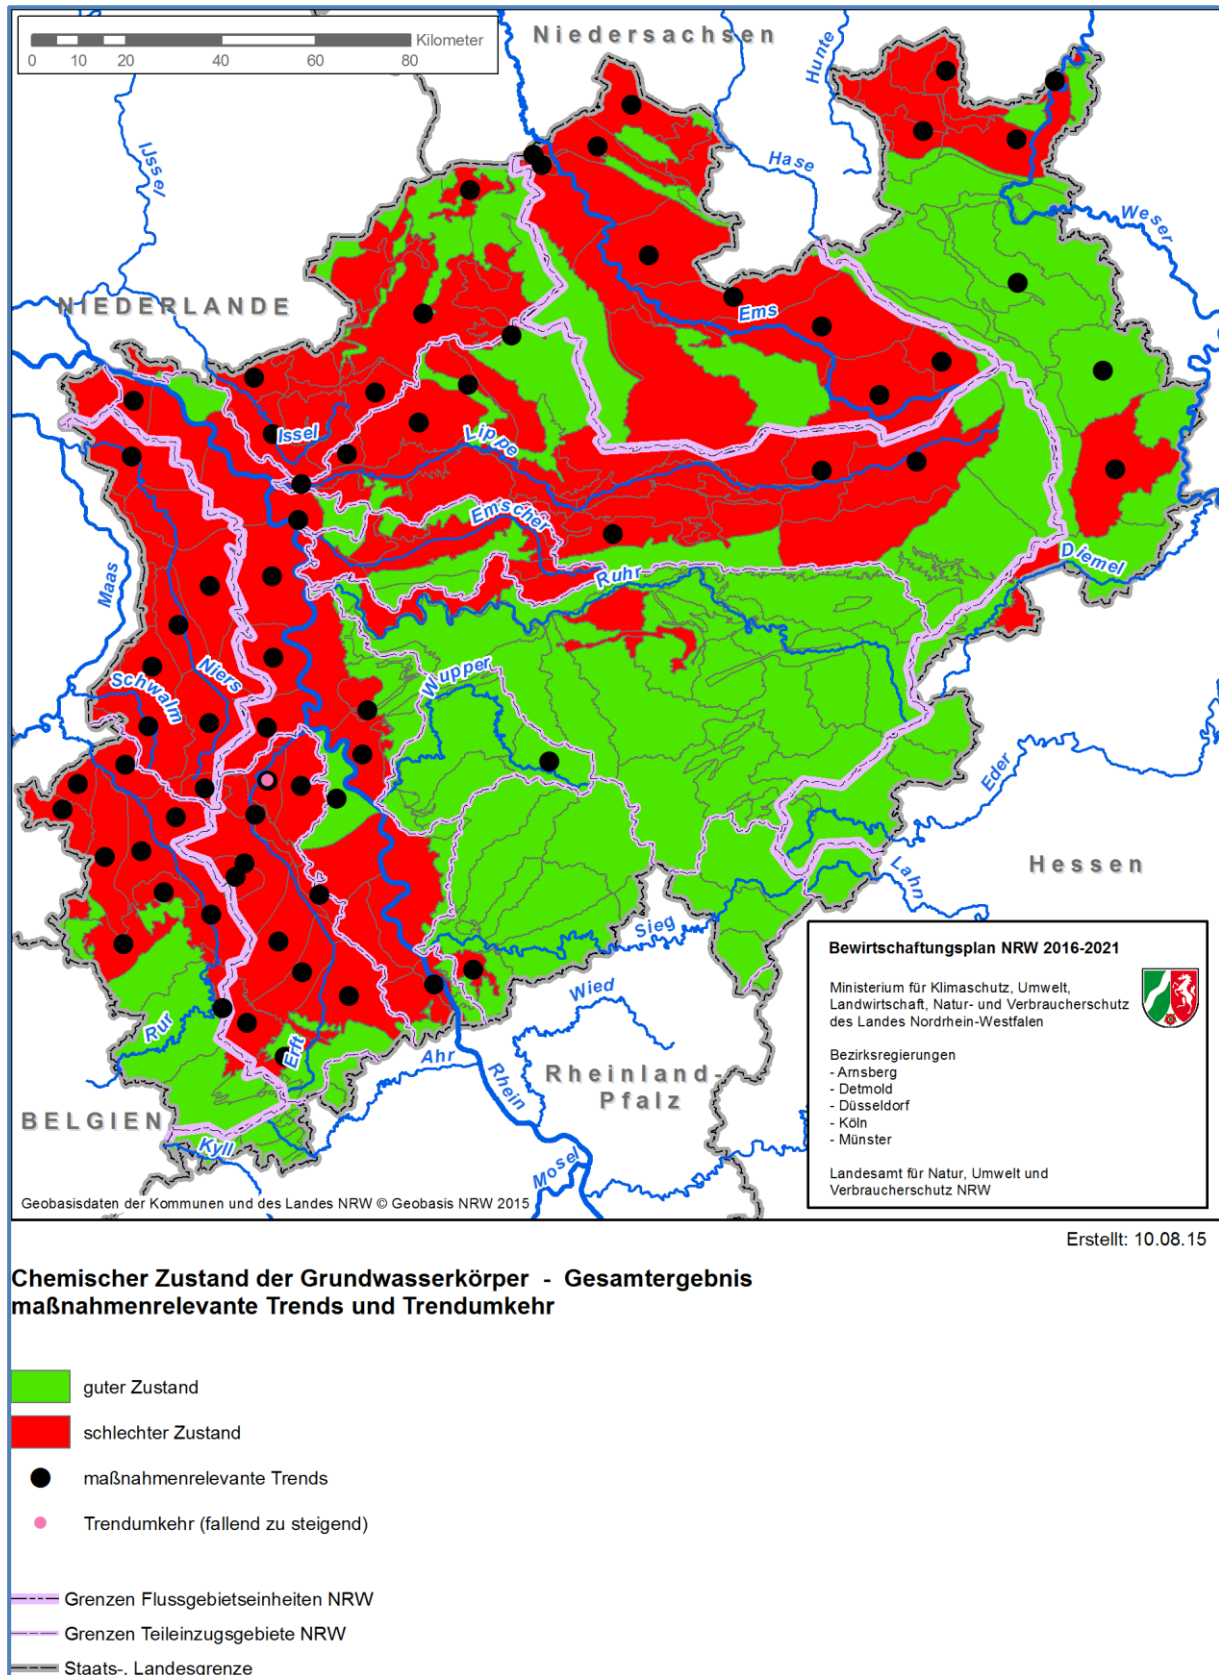 Kilometer
0 10 20 40 60 80
Niedersachsen
Hunte
IJssel
Hase
Weser
NIEDERLANDE
Ems
Issel
Lippe
Emscher
Diemel
Ruhr
Maas
Niers
Wupper
Schwalm
Eder
Hessen
Lahn
Sieg
Wied
Rur
Erft
Ahr
Rhein
Rheinland-
Pfalz
BELGIEN
Kyll
Mosel
Bewirtschaftungsplan NRW 2016-2021
Ministerium für Klimaschutz, Umwelt,
Landwirtschaft, Natur- und Verbraucherschutz
des Landes Nordrhein-Westfalen
Bezirksregierungen
- Arnsberg
- Detmold
- Düsseldorf
- Köln
- Münster
Landesamt für Natur, Umwelt und
Verbraucherschutz NRW
Geobasisdaten der Kommunen und des Landes NRW © Geobasis NRW 2015
Erstellt: 10.08.15
Chemischer Zustand der Grundwasserkörper - Gesamtergebnis
maßnahmenrelevante Trends und Trendumkehr
guter Zustand
schlechter Zustand
maßnahmenrelevante Trends
Trendumkehr (fallend zu steigend)
Grenzen Flussgebietseinheiten NRW
Grenzen Teileinzugsgebiete NRW
Staats-, Landesgrenze